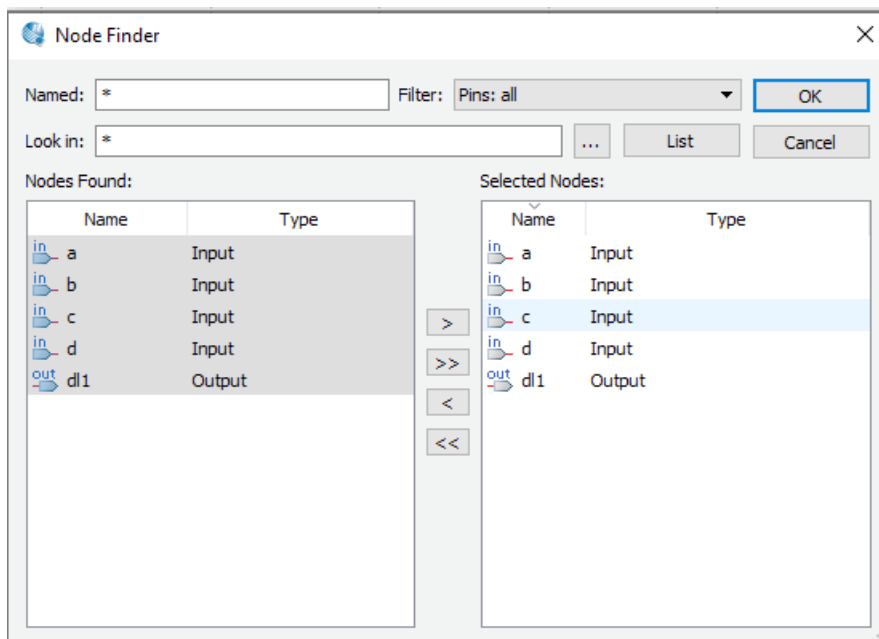 Node Finder
Named: * Filter: Pins: all OK
Look in: * ... List Cancel
Nodes Found: Selected Nodes:
Name Type Name Type
in a Input in a Input
in b Input in b Input
in c Input in c Input
in d Input in d Input
out dl1 Output out dl1 Output
>
>>
<
<<